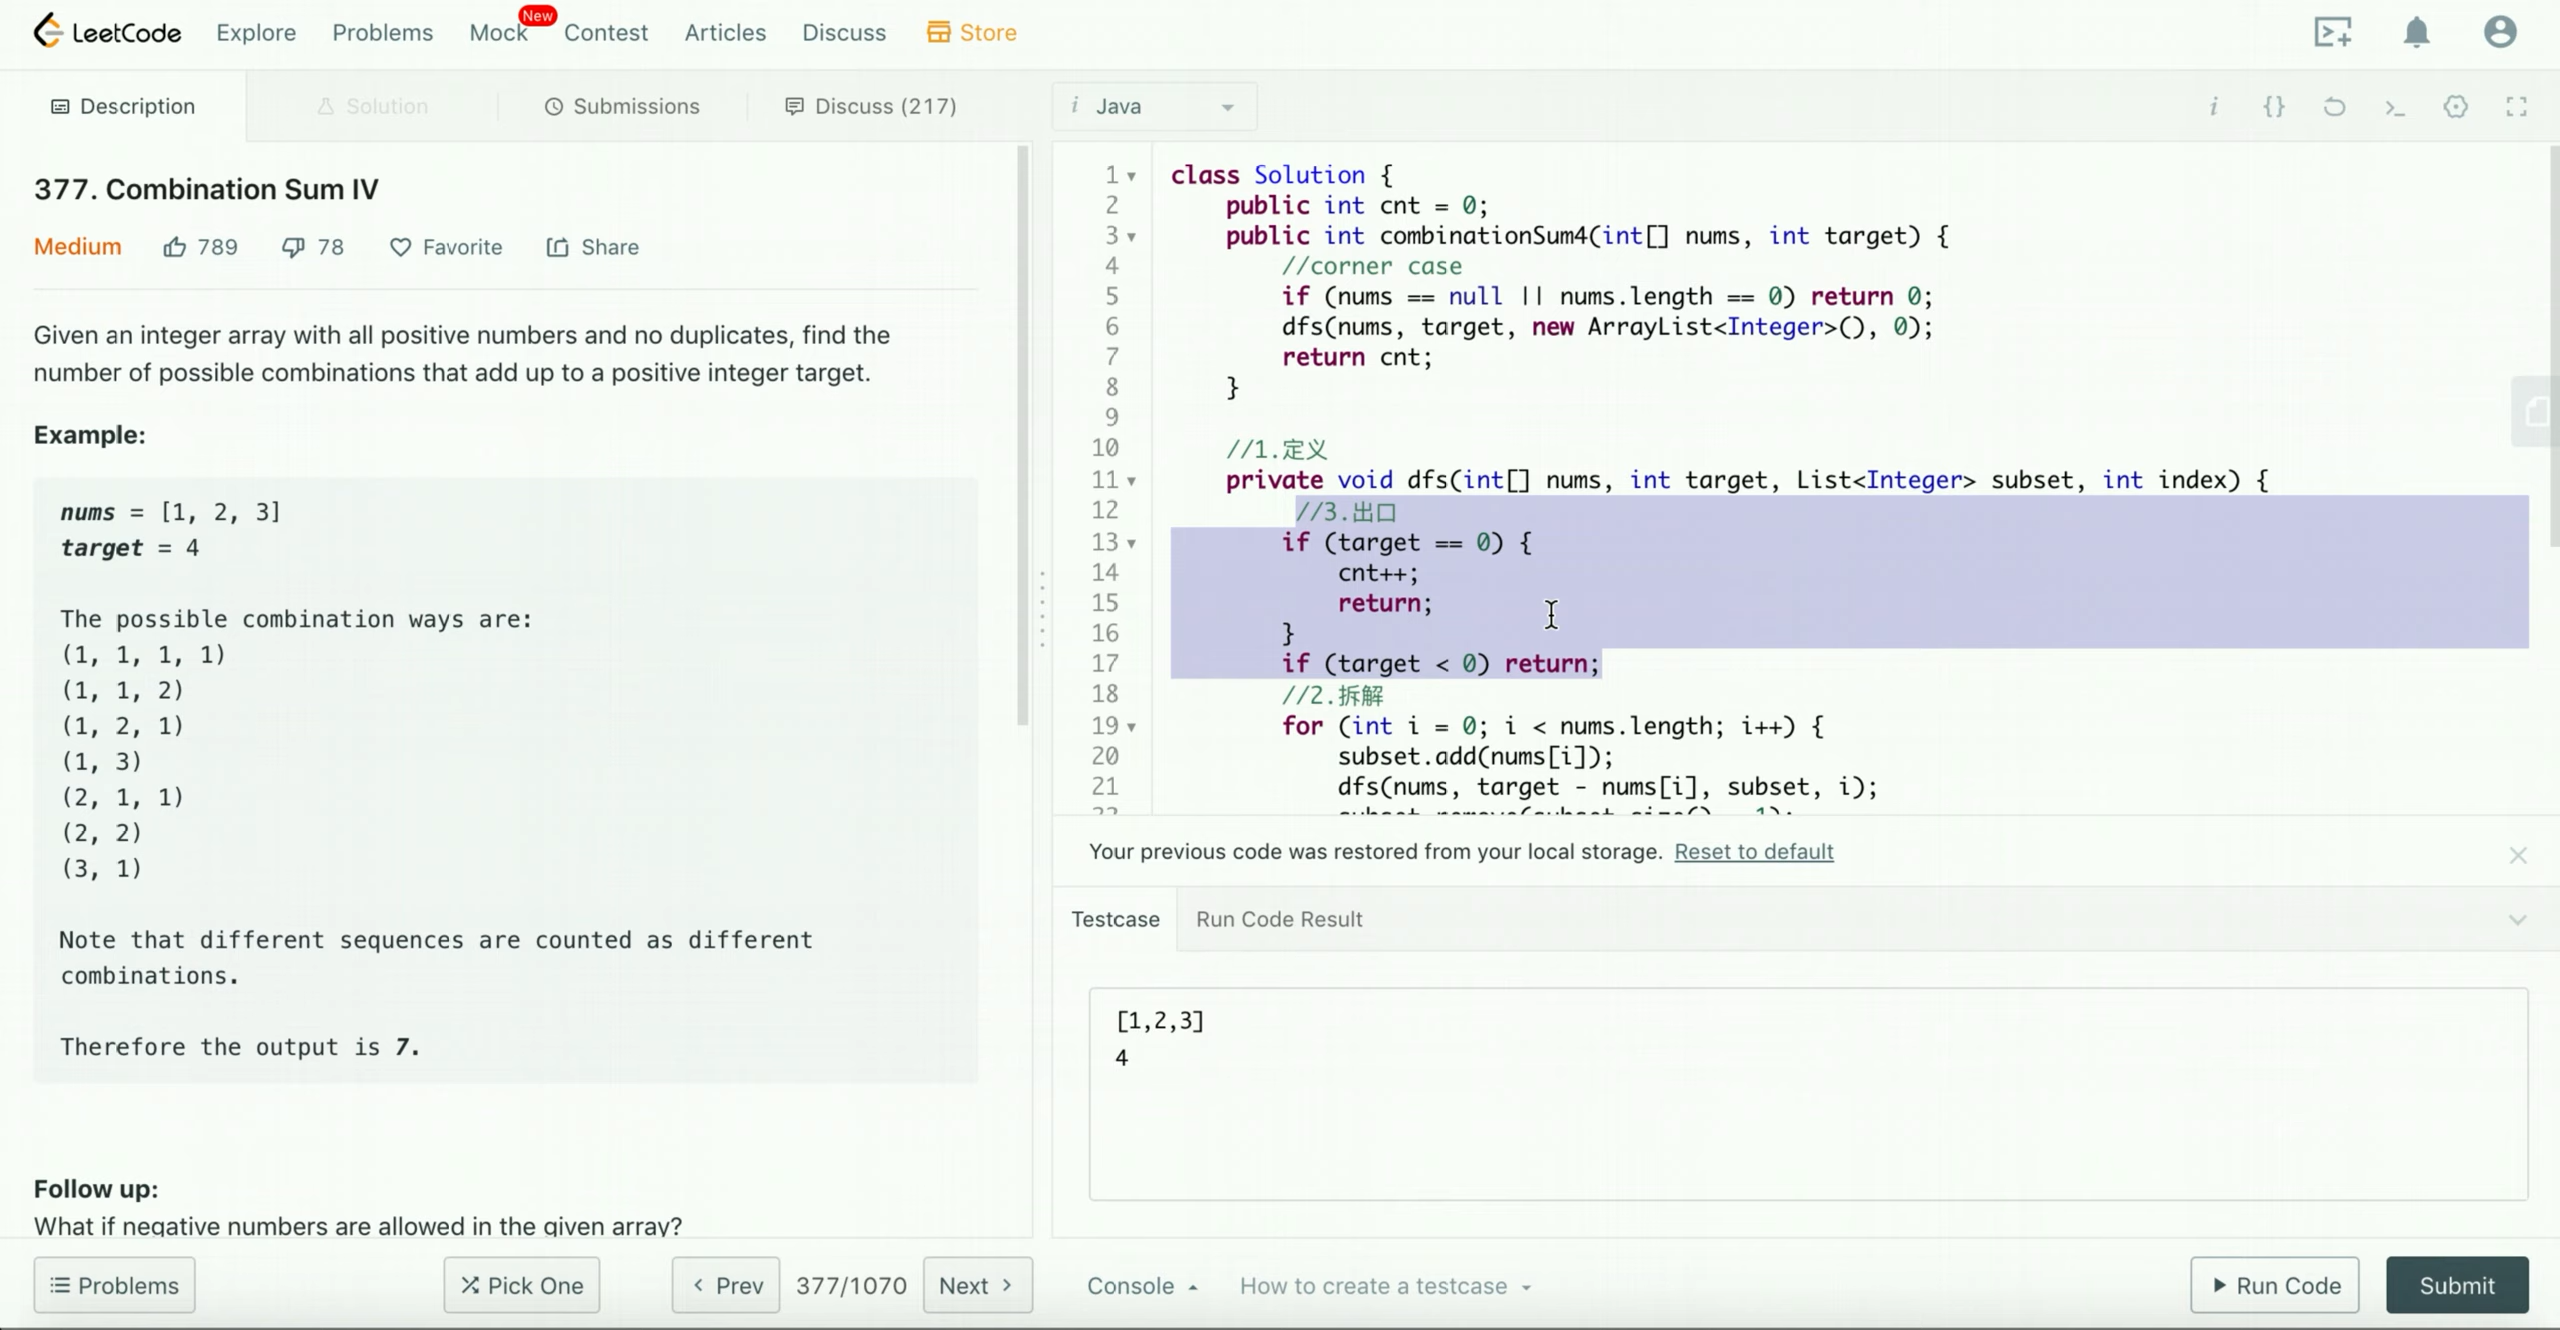 LeetCode Explore Problems Mock New Contest Articles Discuss Store
Description Solution Submissions Discuss (217)
377. Combination Sum IV
Medium 789 78 Favorite Share
Given an integer array with all positive numbers and no duplicates, find the
number of possible combinations that add up to a positive integer target.
Example:
nums = [1, 2, 3]
target = 4
The possible combination ways are:
(1, 1, 1, 1)
(1, 1, 2)
(1, 2, 1)
(1, 3)
(2, 1, 1)
(2, 2)
(3, 1)
Note that different sequences are counted as different
combinations.
Therefore the output is 7.
Follow up:
What if negative numbers are allowed in the given array?
Problems Pick One Prev 377/1070 Next
i Java i {}
1 class Solution {
2 public int cnt = 0;
3 public int combinationSum4(int[] nums, int target) {
4 //corner case
5 if (nums == null || nums.length == 0) return 0;
6 dfs(nums, target, new ArrayList<Integer>(), 0);
7 return cnt;
8 }
9
10 //1.定义
11 private void dfs(int[] nums, int target, List<Integer> subset, int index) {
12 //3.出口
13 if (target == 0) {
14 cnt++;
15 return;
16 }
17 if (target < 0) return;
18 //2.拆解
19 for (int i = 0; i < nums.length; i++) {
20 subset.add(nums[i]);
21 dfs(nums, target - nums[i], subset, i);
22 subset.remove(subset.size() - 1);
Your previous code was restored from your local storage. Reset to default
Testcase Run Code Result
[1,2,3]
4
Console How to create a testcase Run Code Submit